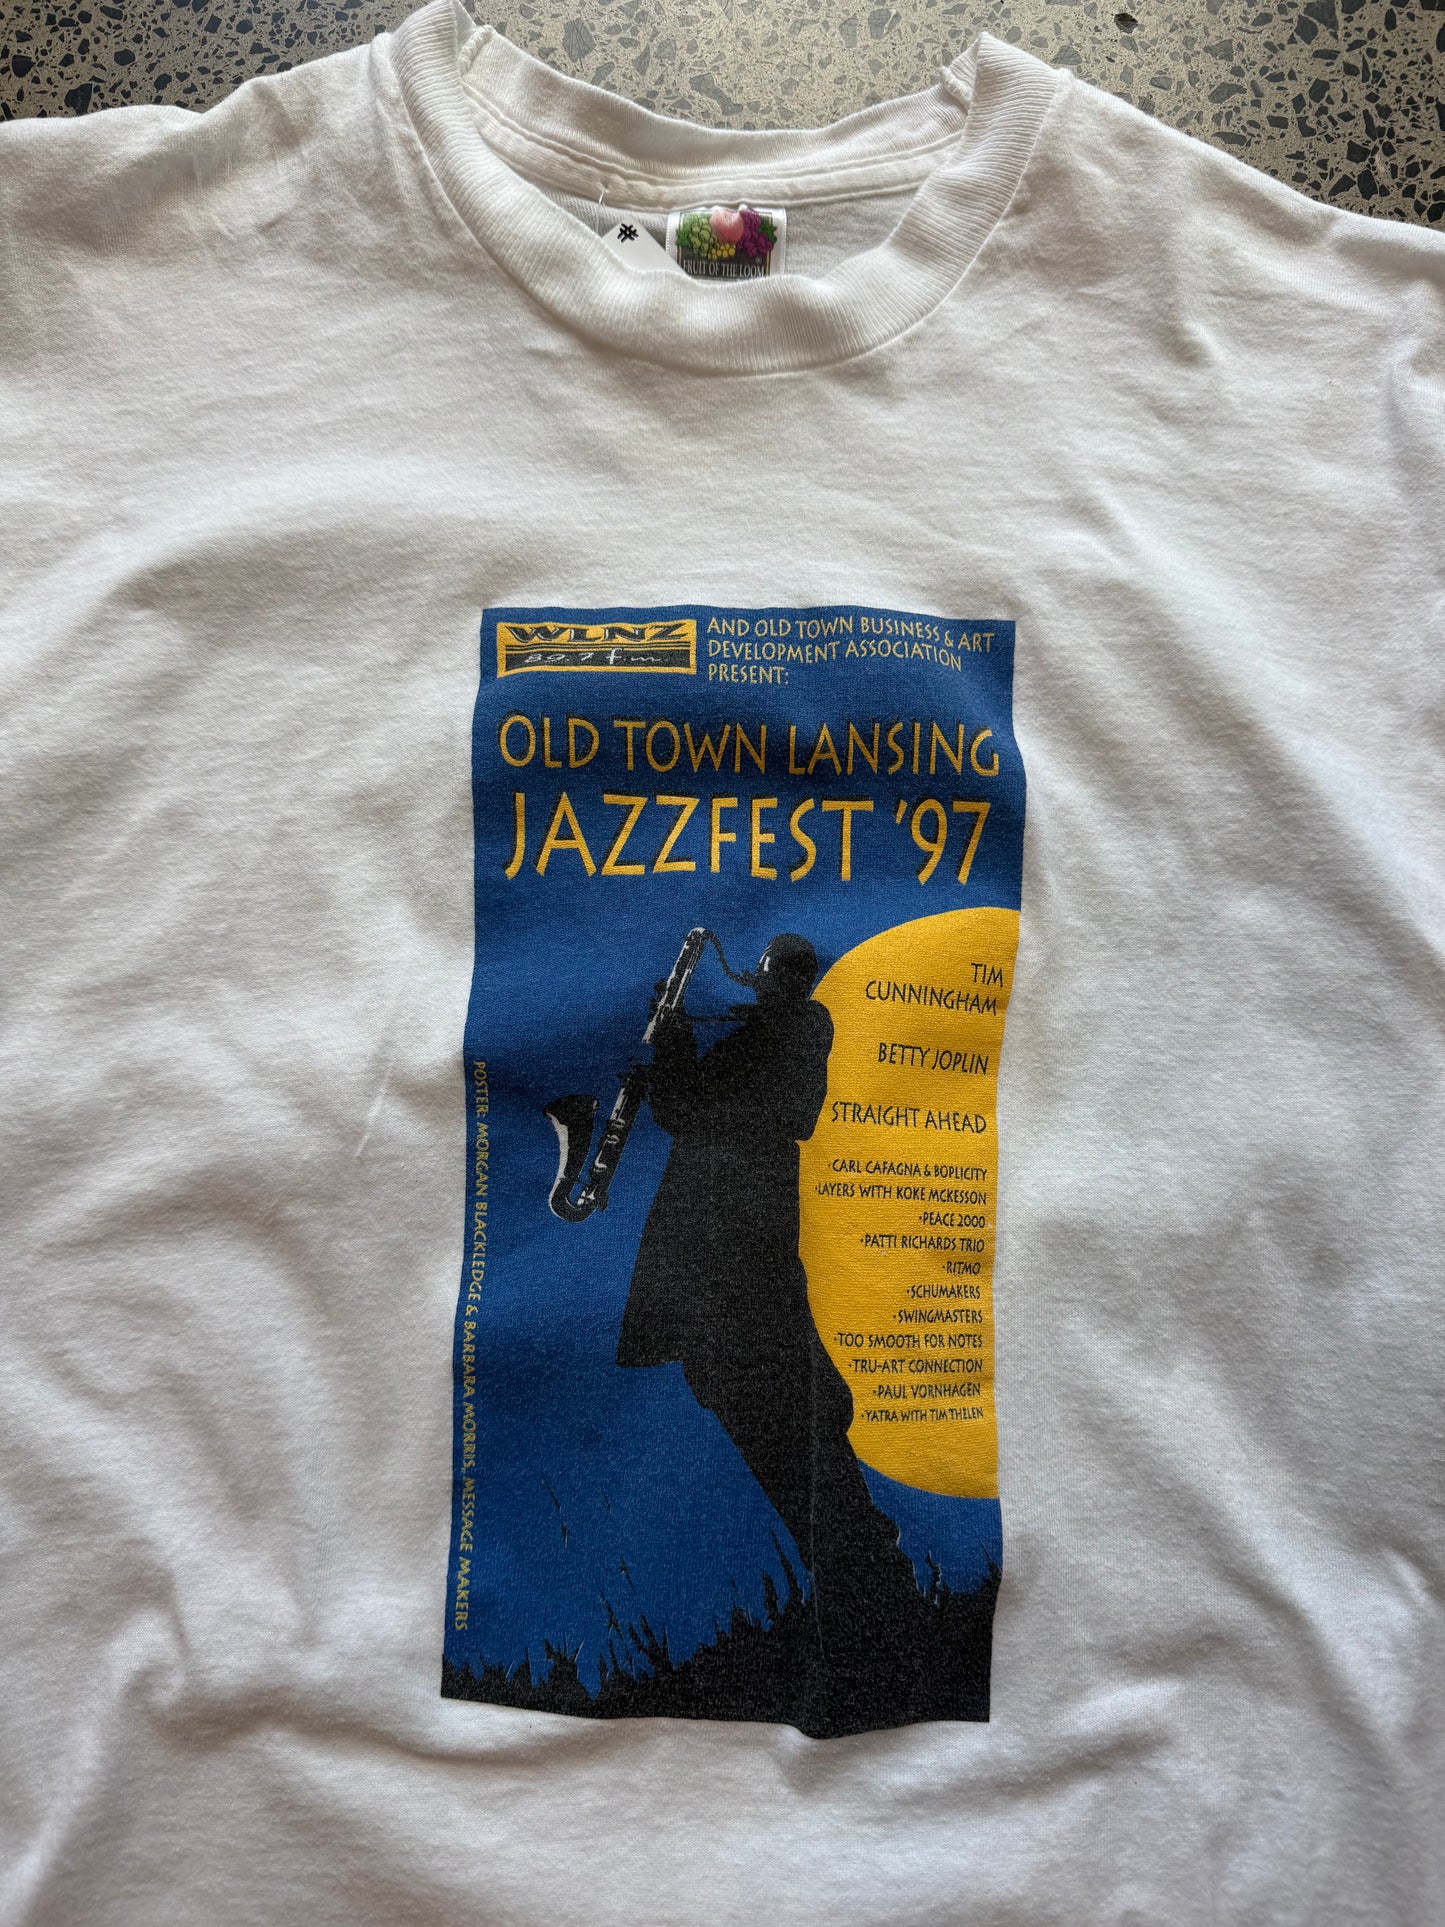 #
FRUIT OF THE LOOM
WLNZ
89.7 f.m.
AND OLD TOWN BUSINESS & ART
DEVELOPMENT ASSOCIATION
PRESENT:
OLD TOWN LANSING
JAZZFEST '97
TIM
CUNNINGHAM
BETTY JOPLIN
STRAIGHT AHEAD
·CARL CAFAGNA & BOPLICITY
·LAYERS WITH KOKE MCKESSON
·PEACE 2000
·PATTI RICHARDS TRIO
·RITMO
·SCHUMAKERS
·SWINGMASTERS
·TOO SMOOTH FOR NOTES
·TRU-ART CONNECTION
·PAUL VORNHAGEN
·YATRA WITH TIM THELEN
POSTER: MORGAN BLACKLEDGE & BARBARA MORRIS, MESSAGE MAKERS